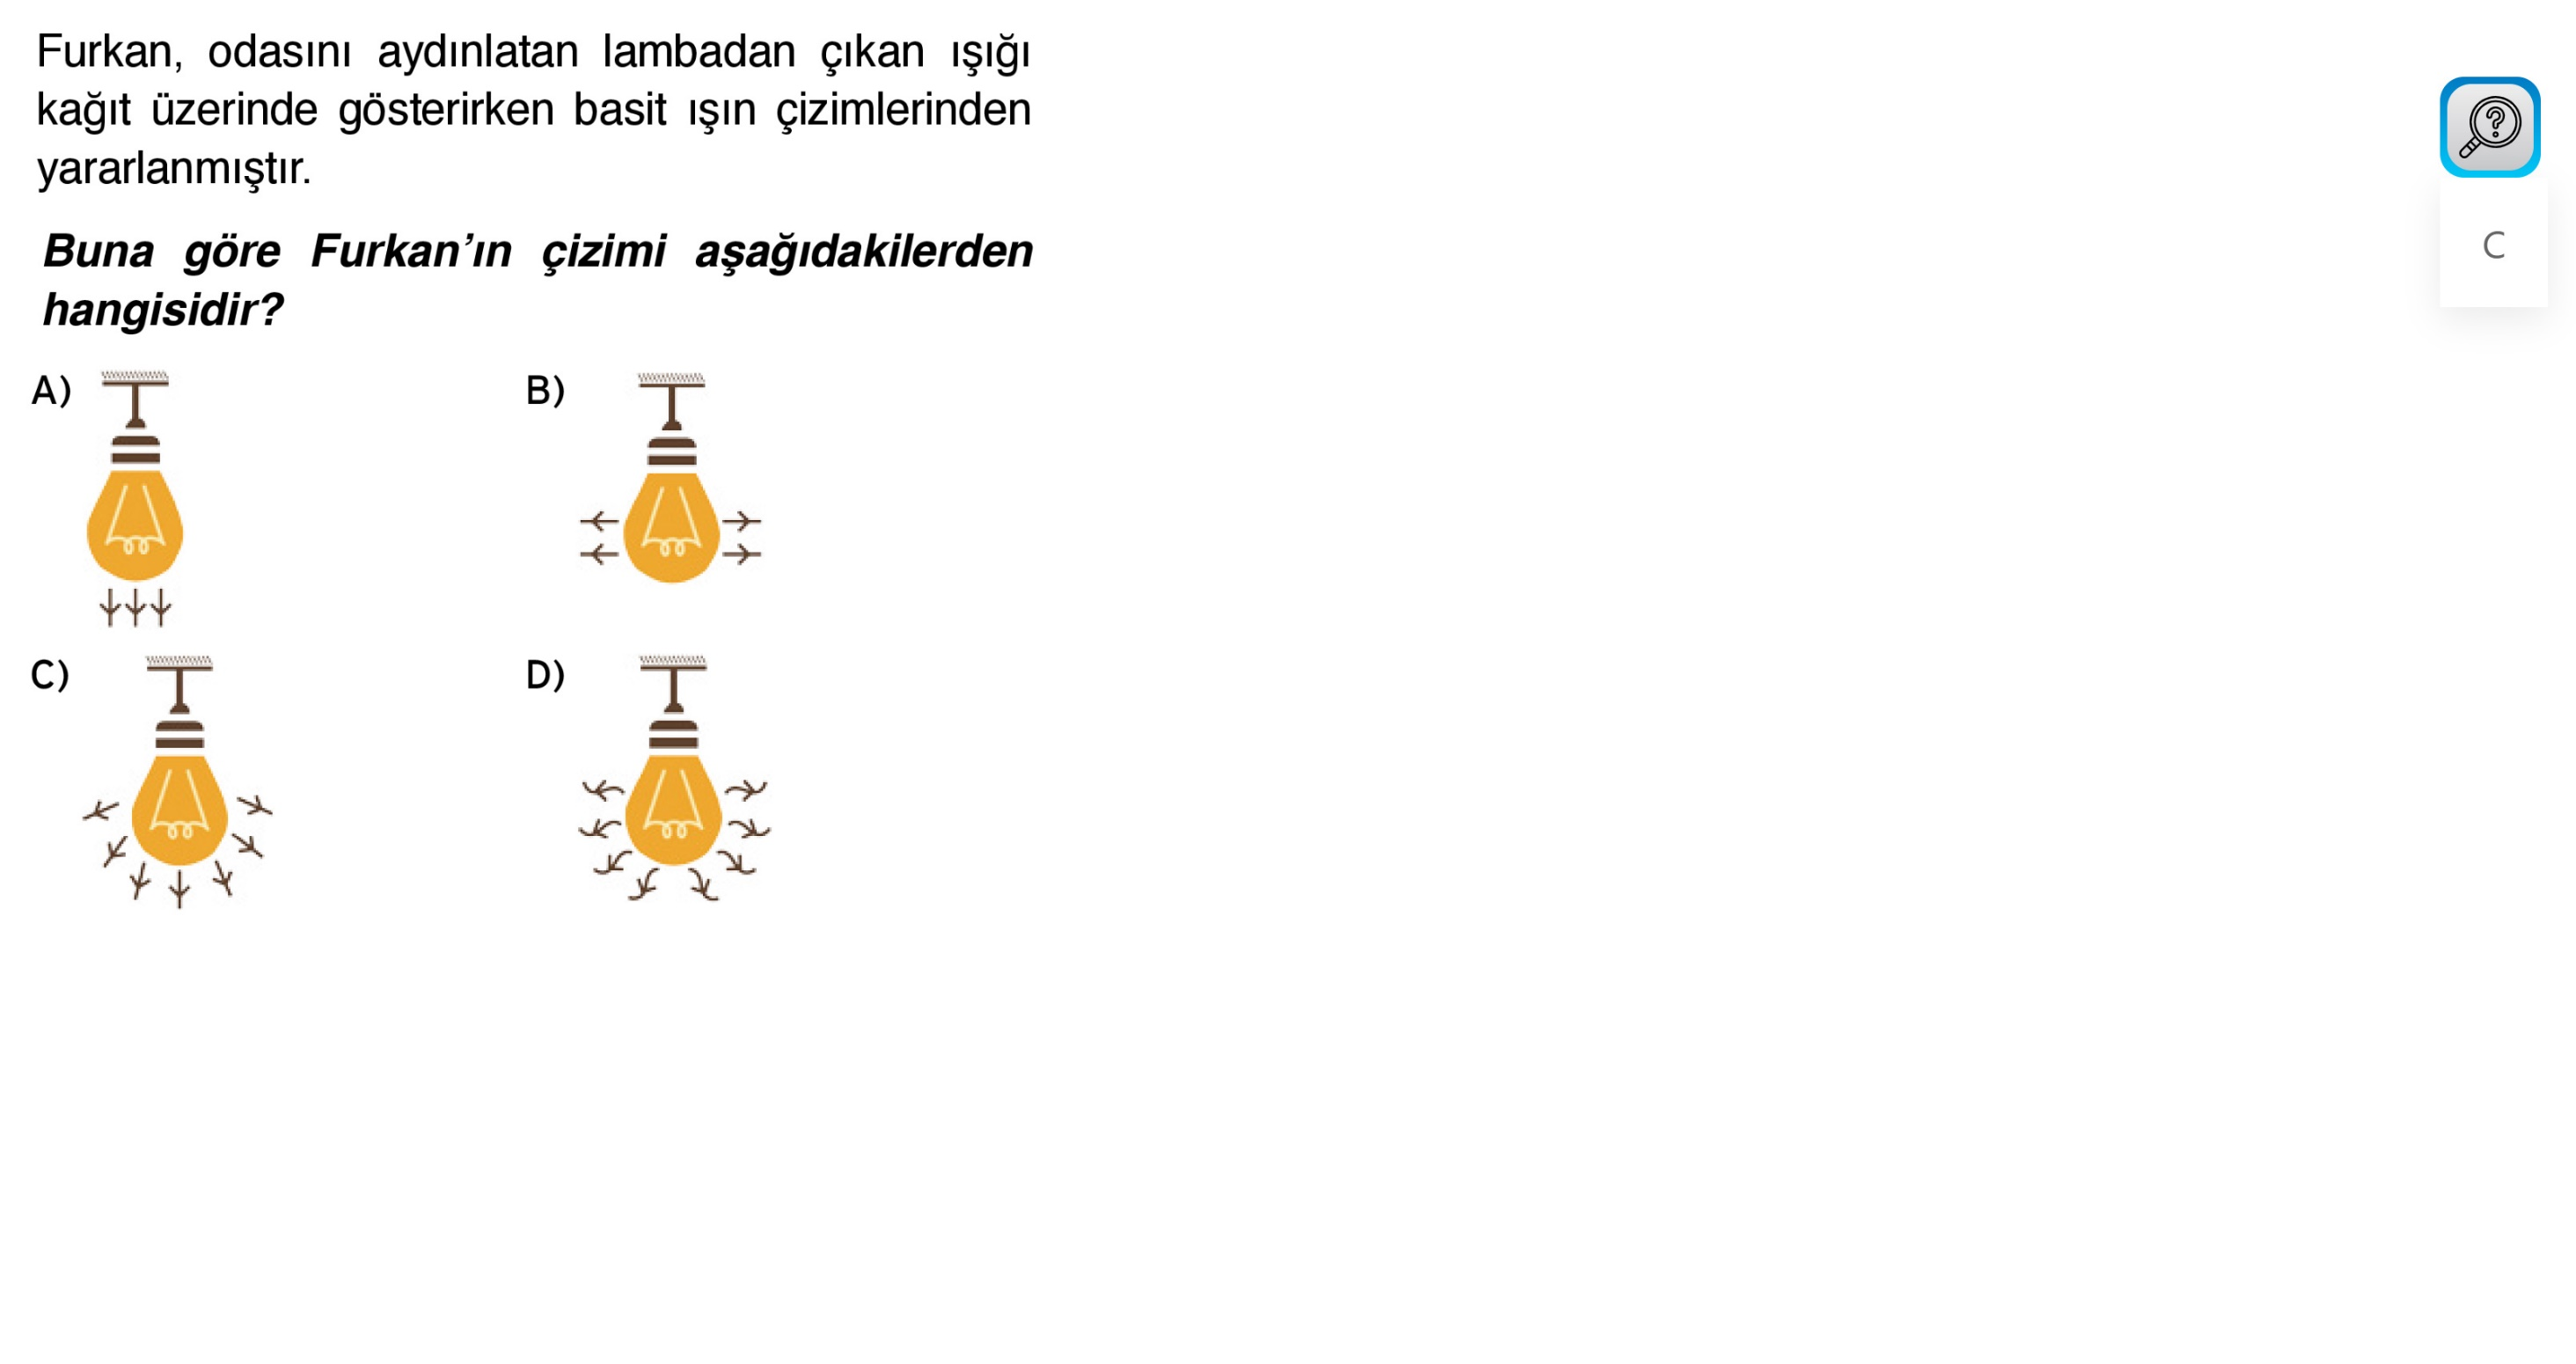 Furkan, odasını aydınlatan lambadan çıkan ışığı
kağıt üzerinde gösterirken basit ışın çizimlerinden
yararlanmıştır.
Buna göre Furkan’ın çizimi aşağıdakilerden
hangisidir?
A)
B)
C)
D)
?
C